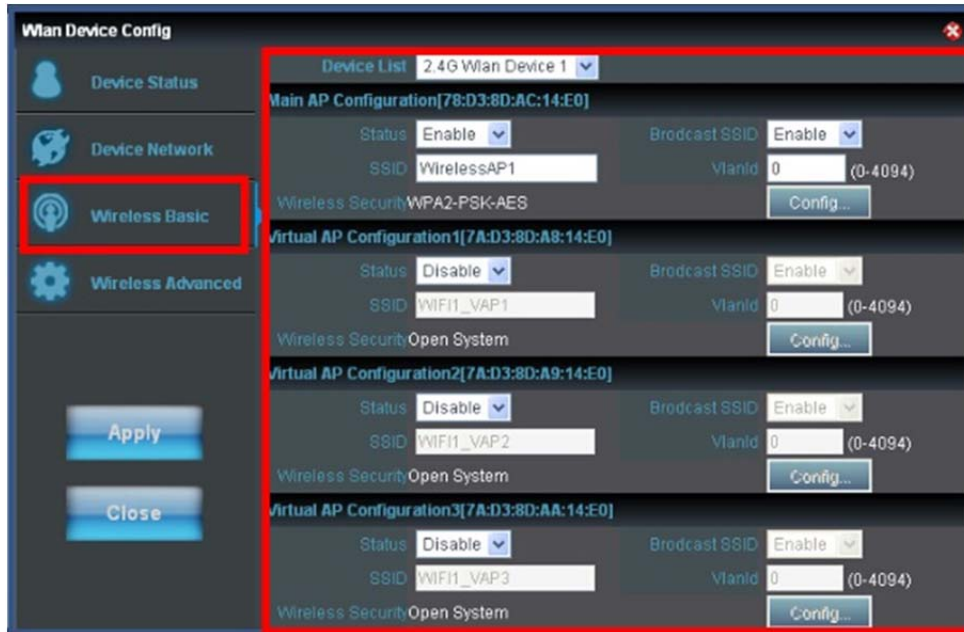 Wlan Device Config
Device Status
Device Network
Wireless Basic
Wireless Advanced
Apply
Close
Device List 2.4G Wlan Device 1
Main AP Configuration[78:D3:8D:AC:14:E0]
Status Enable Brodcast SSID Enable
SSID WirelessAP1 VlanId 0 (0-4094)
Wireless Security WPA2-PSK-AES Config...
Virtual AP Configuration1[7A:D3:8D:A8:14:E0]
Status Disable Brodcast SSID Enable
SSID WIFI1_VAP1 VlanId 0 (0-4094)
Wireless Security Open System Config...
Virtual AP Configuration2[7A:D3:8D:A9:14:E0]
Status Disable Brodcast SSID Enable
SSID WIFI1_VAP2 VlanId 0 (0-4094)
Wireless Security Open System Config...
Virtual AP Configuration3[7A:D3:8D:AA:14:E0]
Status Disable Brodcast SSID Enable
SSID WIFI1_VAP3 VlanId 0 (0-4094)
Wireless Security Open System Config...